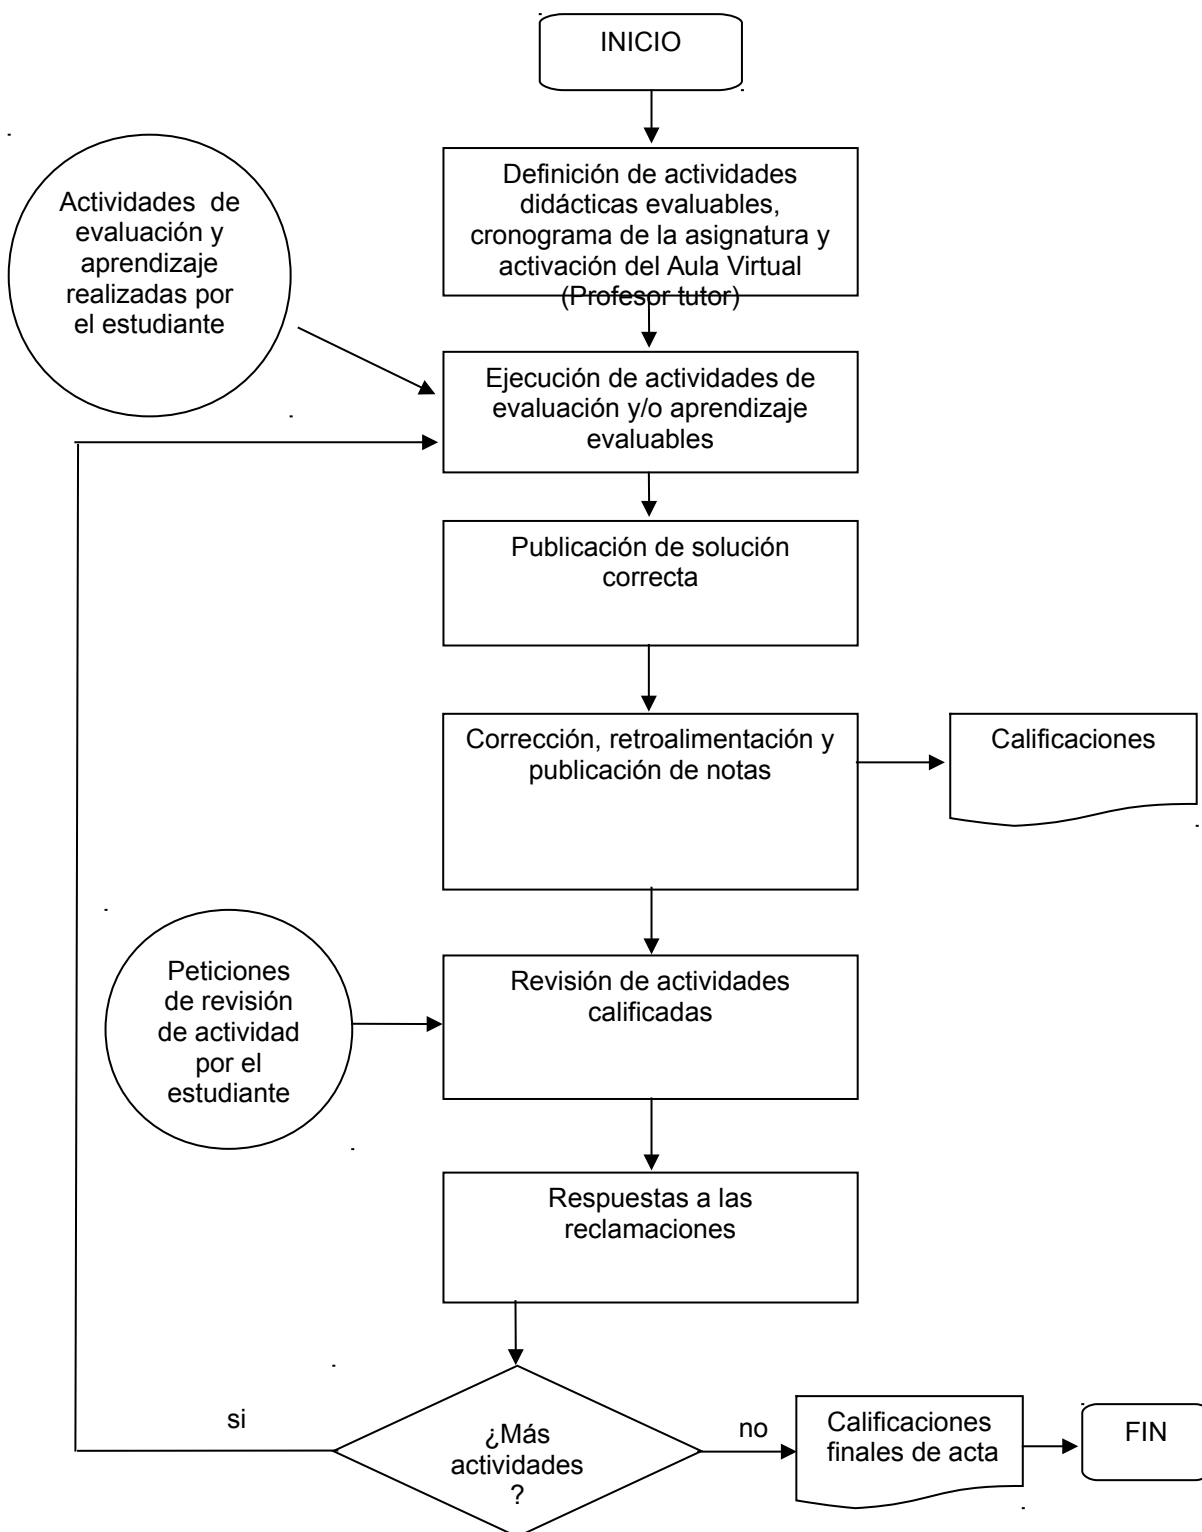 INICIO
Definición de actividades
didácticas evaluables,
cronograma de la asignatura y
activación del Aula Virtual
(Profesor tutor)
Actividades de
evaluación y
aprendizaje
realizadas por
el estudiante
Ejecución de actividades de
evaluación y/o aprendizaje
evaluables
Publicación de solución
correcta
Corrección, retroalimentación y
publicación de notas
Calificaciones
Peticiones
de revisión
de actividad
por el
estudiante
Revisión de actividades
calificadas
Respuestas a las
reclamaciones
si
¿Más
actividades
?
no
Calificaciones
finales de acta
FIN